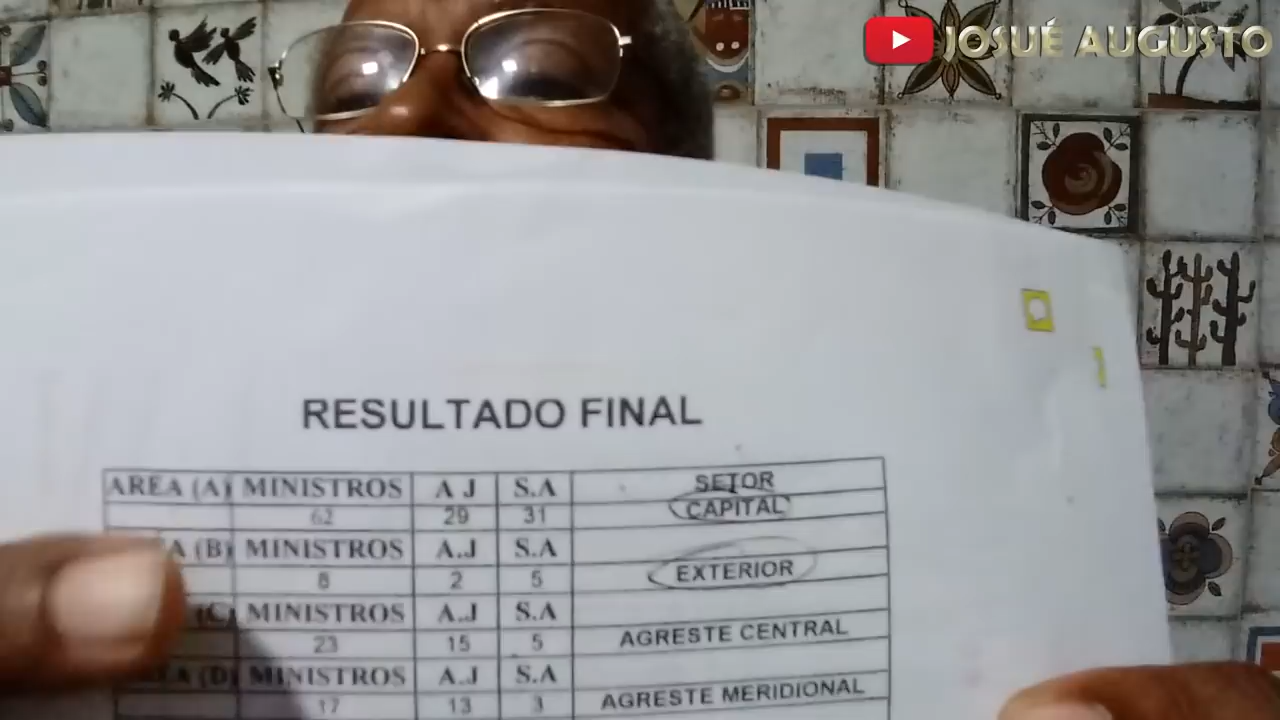 JOSUÉ AUGUSTO
RESULTADO FINAL
AREA (A) MINISTROS A J S.A SETOR
62 29 31 CAPITAL
A (B) MINISTROS A.J S.A
8 2 5 EXTERIOR
(C) MINISTROS A.J S.A
23 15 5 AGRESTE CENTRAL
A (D) MINISTROS A.J S.A
17 13 3 AGRESTE MERIDIONAL